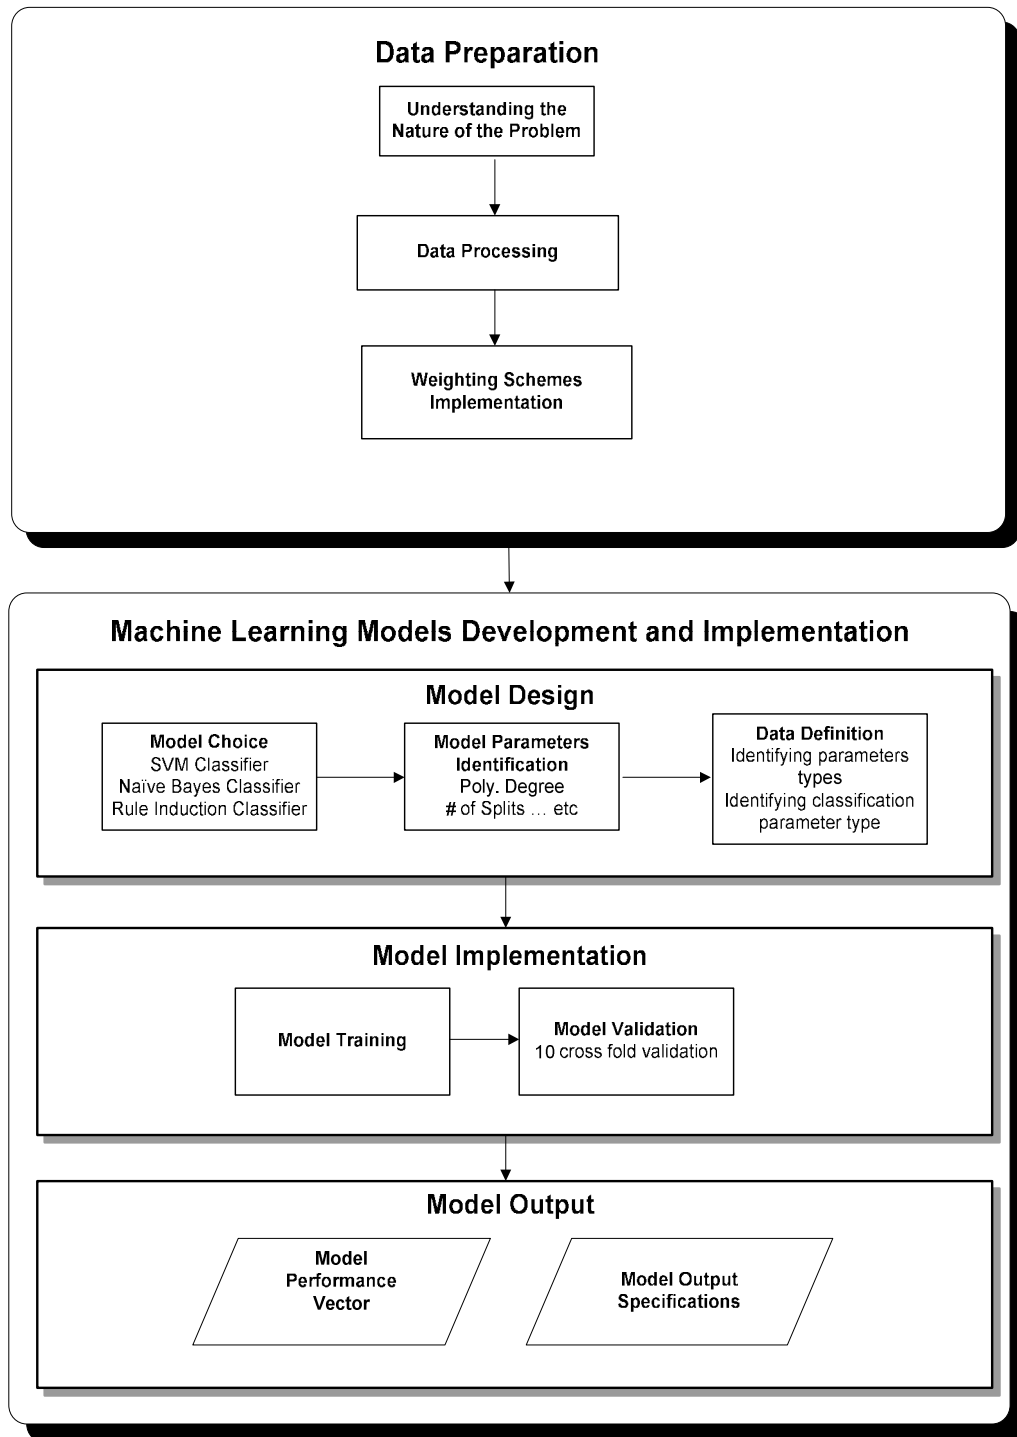 Data Preparation
Understanding the
Nature of the Problem
Data Processing
Weighting Schemes
Implementation
Machine Learning Models Development and Implementation
Model Design
Model Choice
SVM Classifier
Naïve Bayes Classifier
Rule Induction Classifier
Model Parameters
Identification
Poly. Degree
# of Splits ... etc
Data Definition
Identifying parameters
types
Identifying classification
parameter type
Model Implementation
Model Training
Model Validation
10 cross fold validation
Model Output
Model
Performance
Vector
Model Output
Specifications